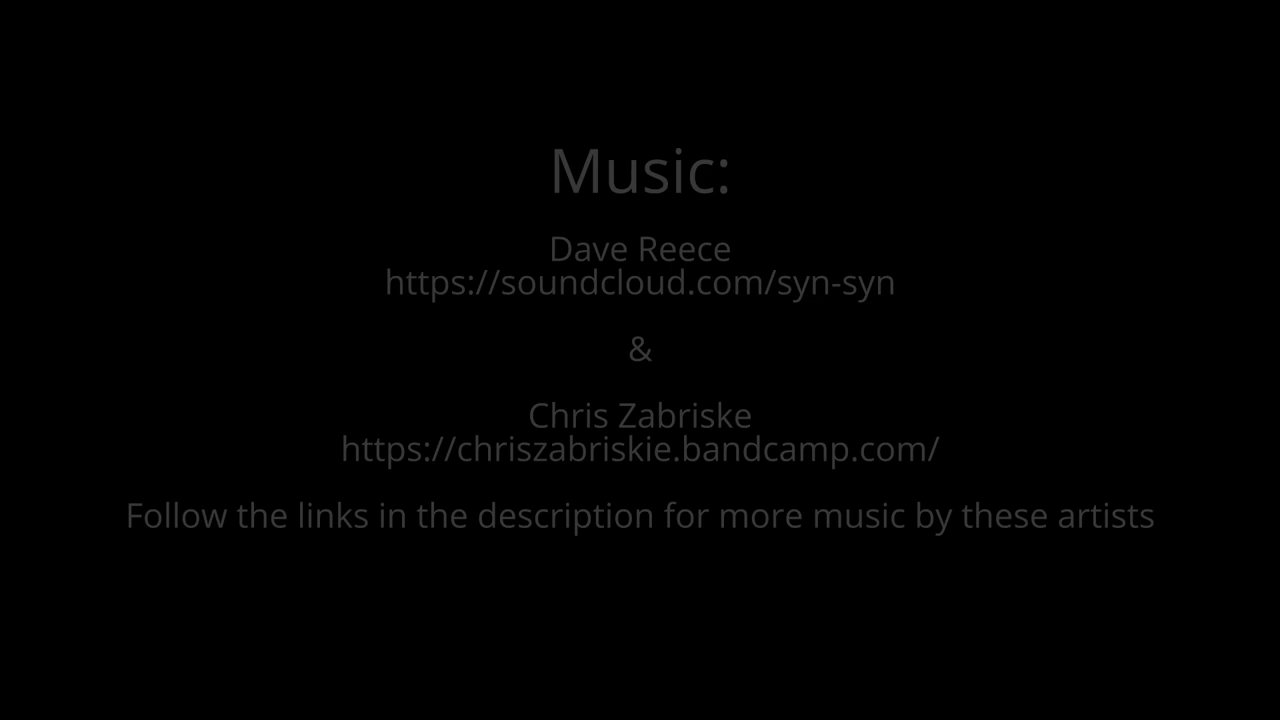 Music:
Dave Reece
https://soundcloud.com/syn-syn
&
Chris Zabriske
https://chriszabriskie.bandcamp.com/
Follow the links in the description for more music by these artists